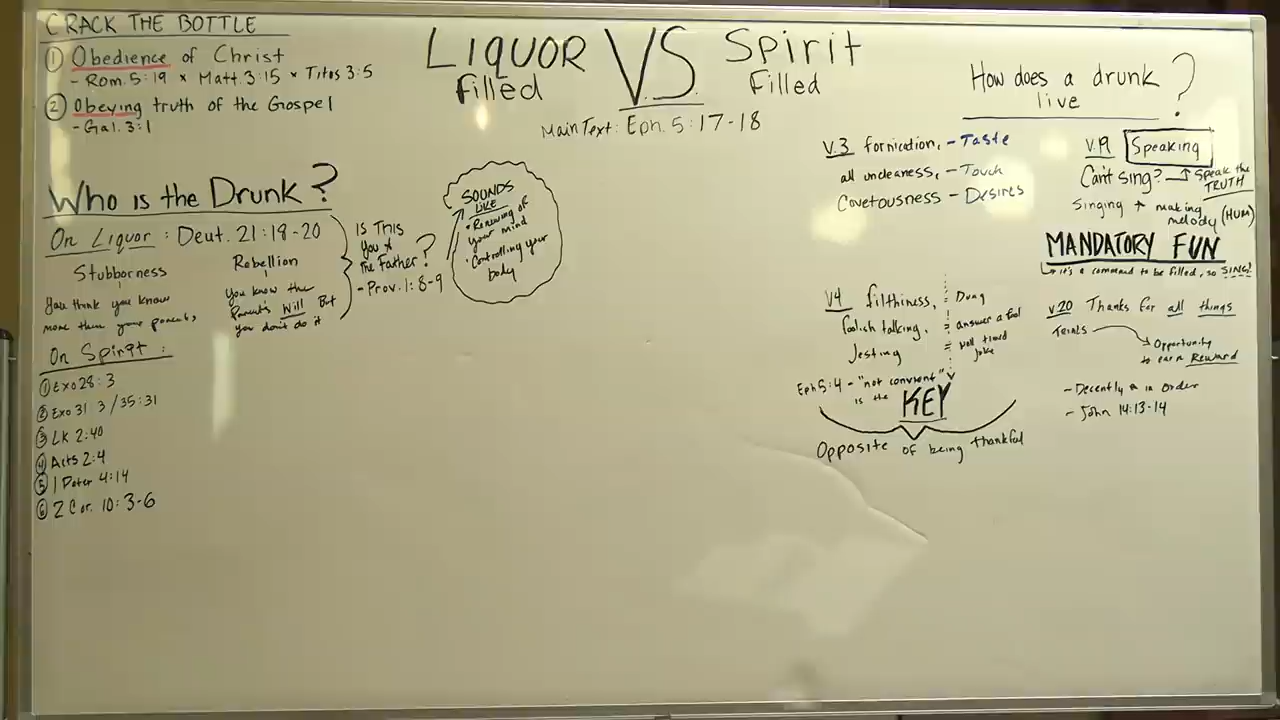 CRACK THE BOTTLE
① Obedience of Christ
- Rom. 5:19 × Matt 3:15 × Titos 3:5
② Obeying truth of the Gospel
- Gal. 3:1
LIQUOR VS Spirit
filled Filled
Main Text: Eph. 5:17-18
Who is the Drunk?
On Liquor: Deut. 21:18-20
Stubborness
You think you know
more then your parents,
Rebellion
You know the
Parent's Will But
you don't do it
Is This
You &
The Father?
- Prov. 1:8-9
SOUNDS
LIKE
• Renewing of
your mind
• Controlling your
body
On Spirit:
① Exo 28:3
② Exo 31:3 / 35:31
③ LK 2:40
④ Acts 2:4
⑤ 1 Peter 4:14
⑥ 2 Cor. 10:3-6
How does a drunk
live?
V.3 fornication, - Taste
all uncleaness, - Touch
Covetousness - Desires
V4 filthiness, = Dung
foolish talking, = answer a fool
Jesting = well timed
joke
Eph 5:4 - "not convient"
is the KEY
Opposite of being thankful
V.19 Speaking
Can't sing? → Speak the
TRUTH
Singing + making
melody (HUM)
MANDATORY FUN
↳ it's a command to be filled, so SING!
V.20 Thanks for all things
Trials → Opportunity
to earn Reward
- Decently & in Order
- John 14:13-14